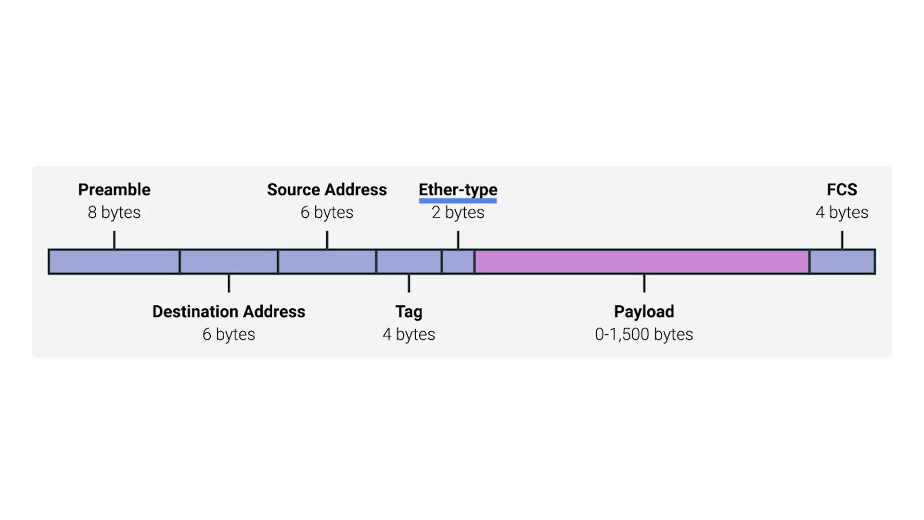 Preamble
8 bytes
Source Address
6 bytes
Ether-type
2 bytes
FCS
4 bytes
Destination Address
6 bytes
Tag
4 bytes
Payload
0-1,500 bytes